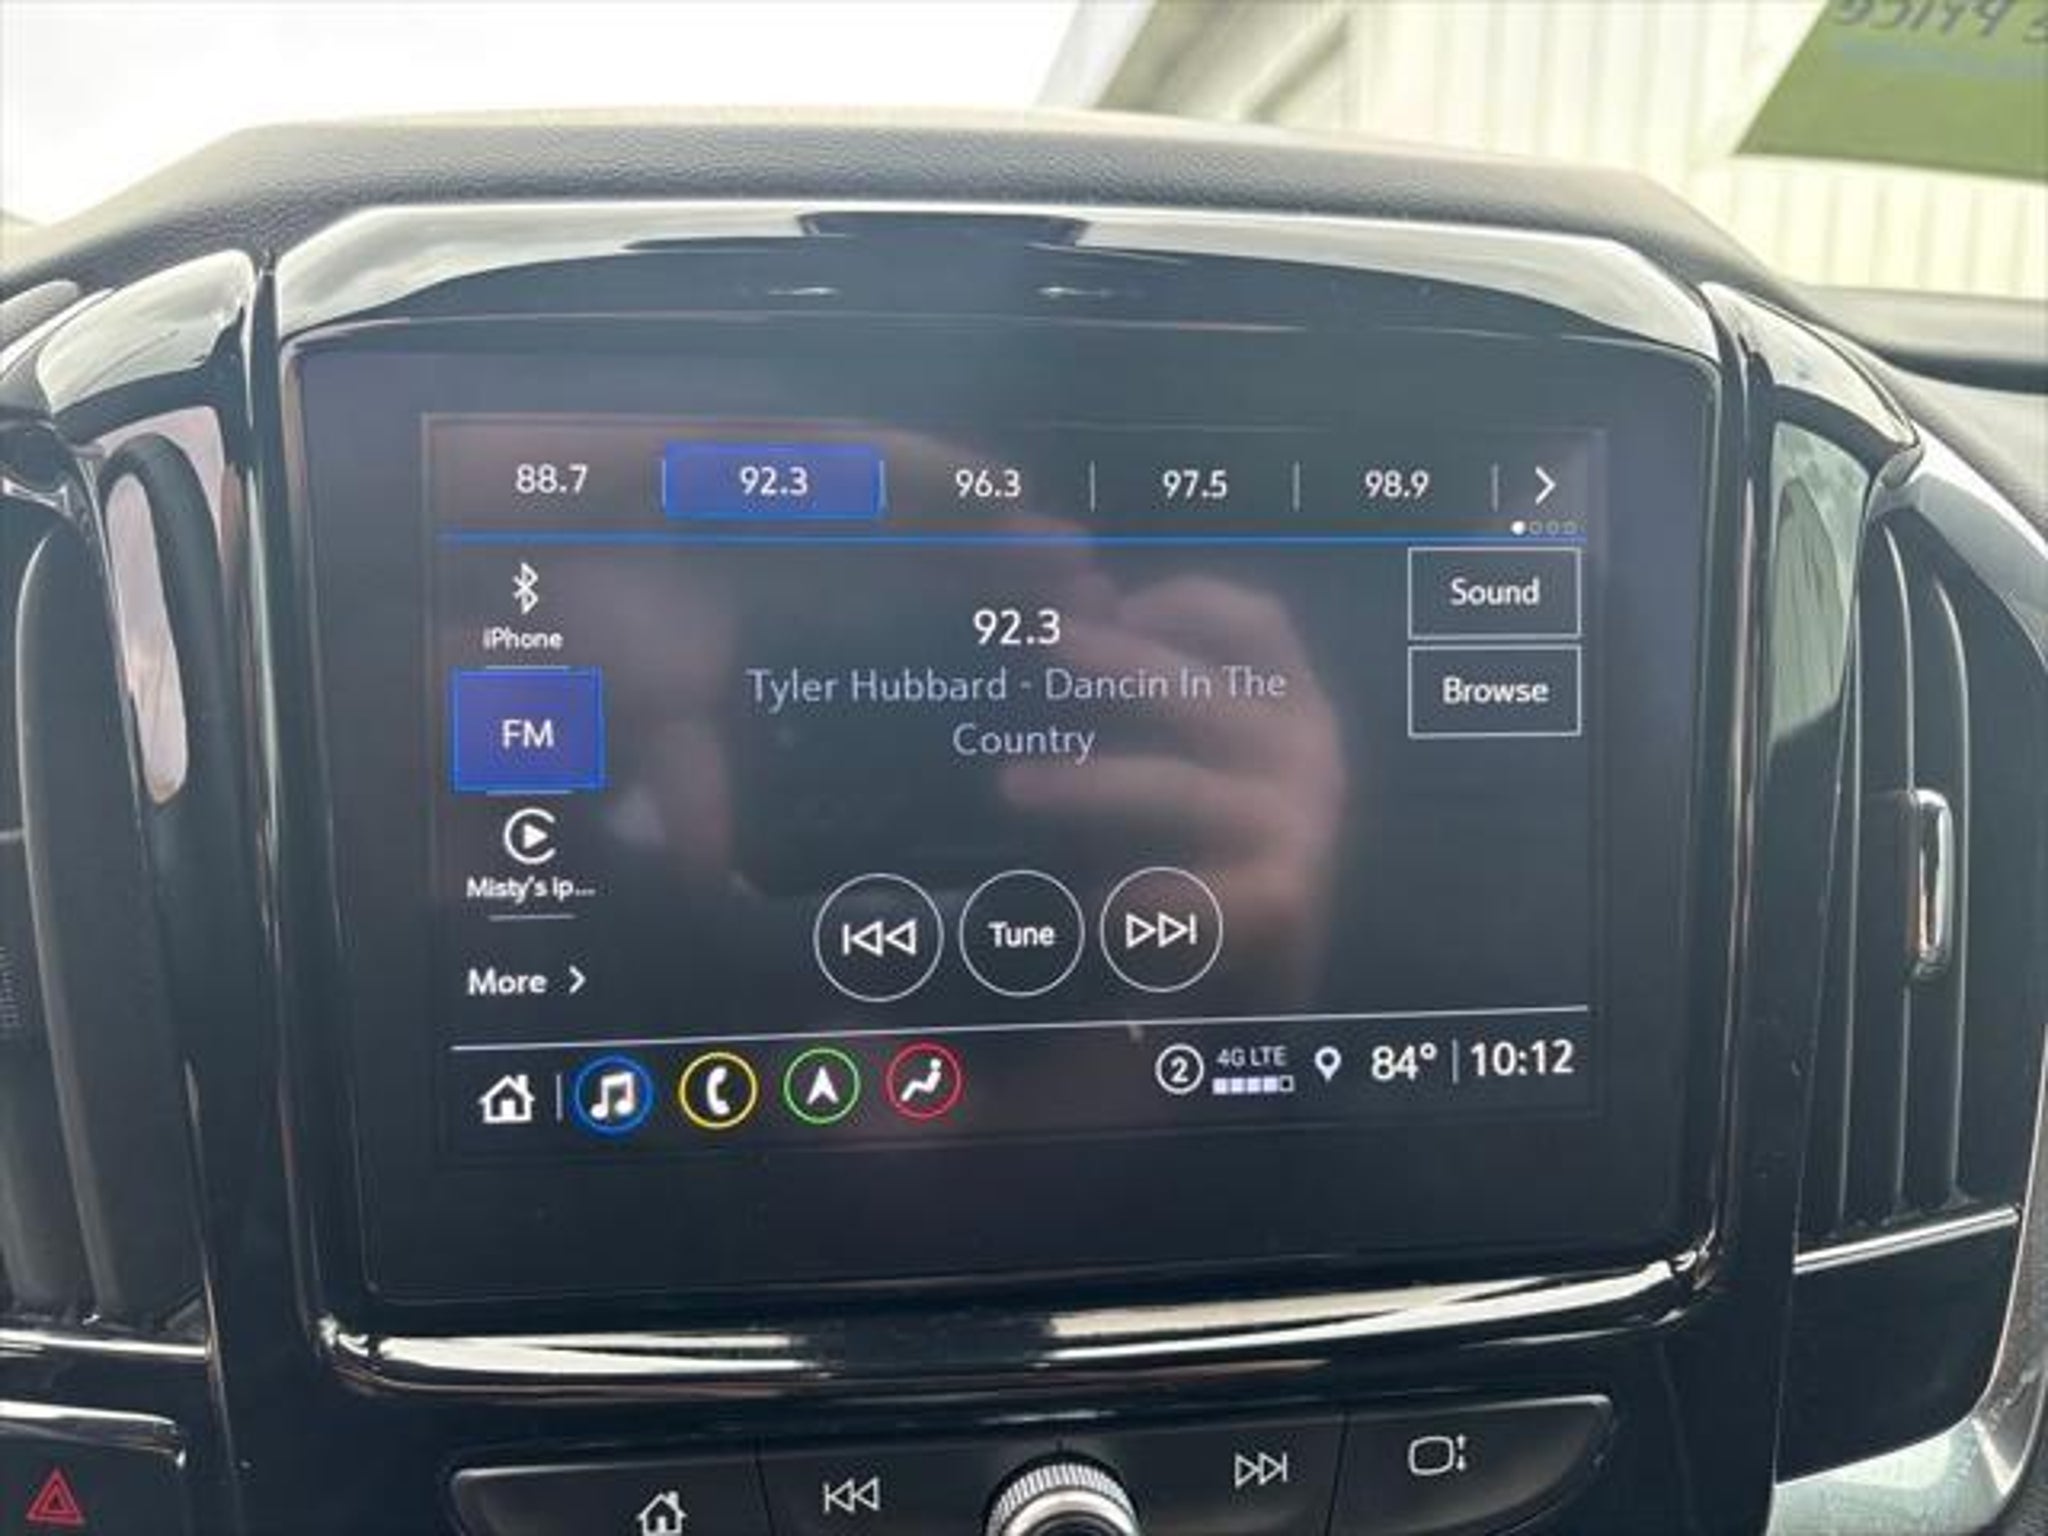 88.7 92.3 96.3 97.5 98.9
Sound
iPhone
92.3
Browse
Tyler Hubbard - Dancin In The
Country
FM
Misty's ip...
Tune
More
2 4G LTE 84° 10:12